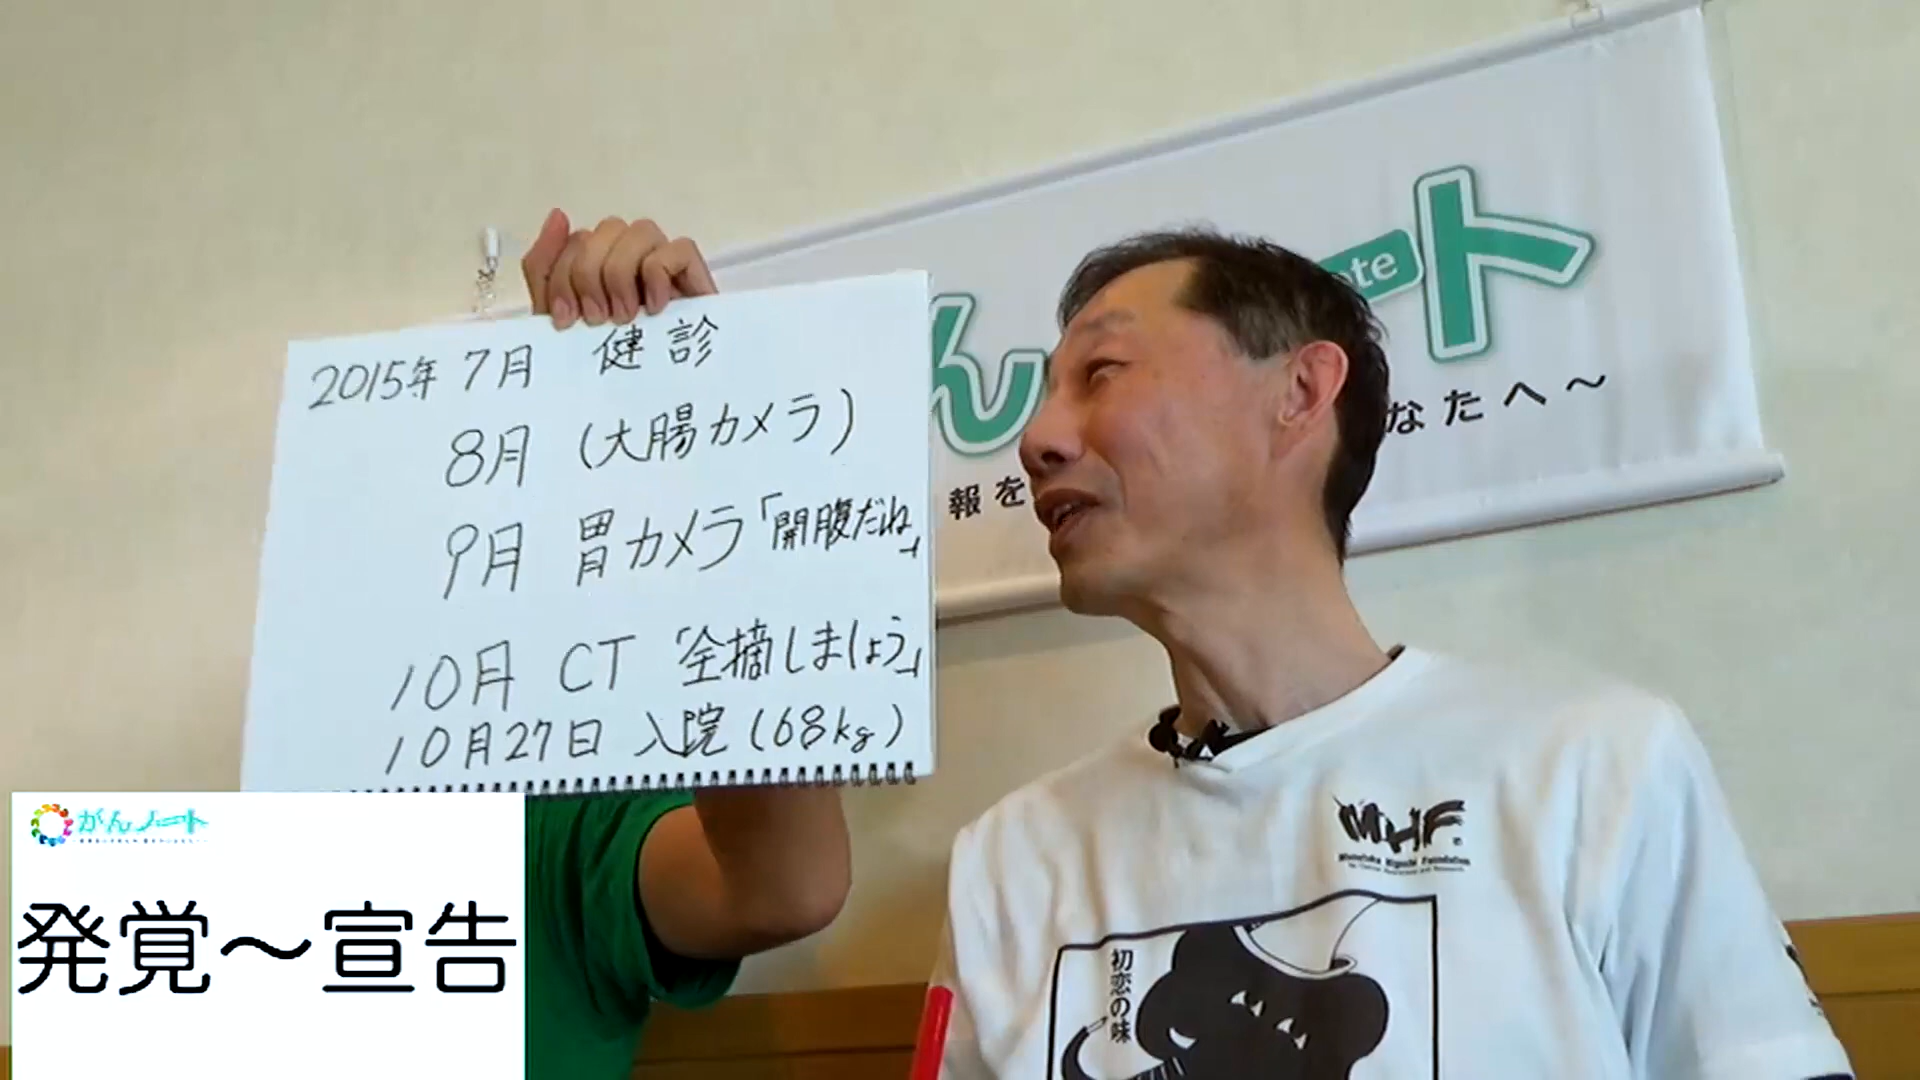 2015年 7月 健診
8月 (大腸カメラ)
9月 胃カメラ「開腹だね」
10月 CT「全摘しましょう」
10月27日 入院 (68kg)
ん ote ト
報を なたへ～
MHF
初恋の味
がんノート
発覚～宣告